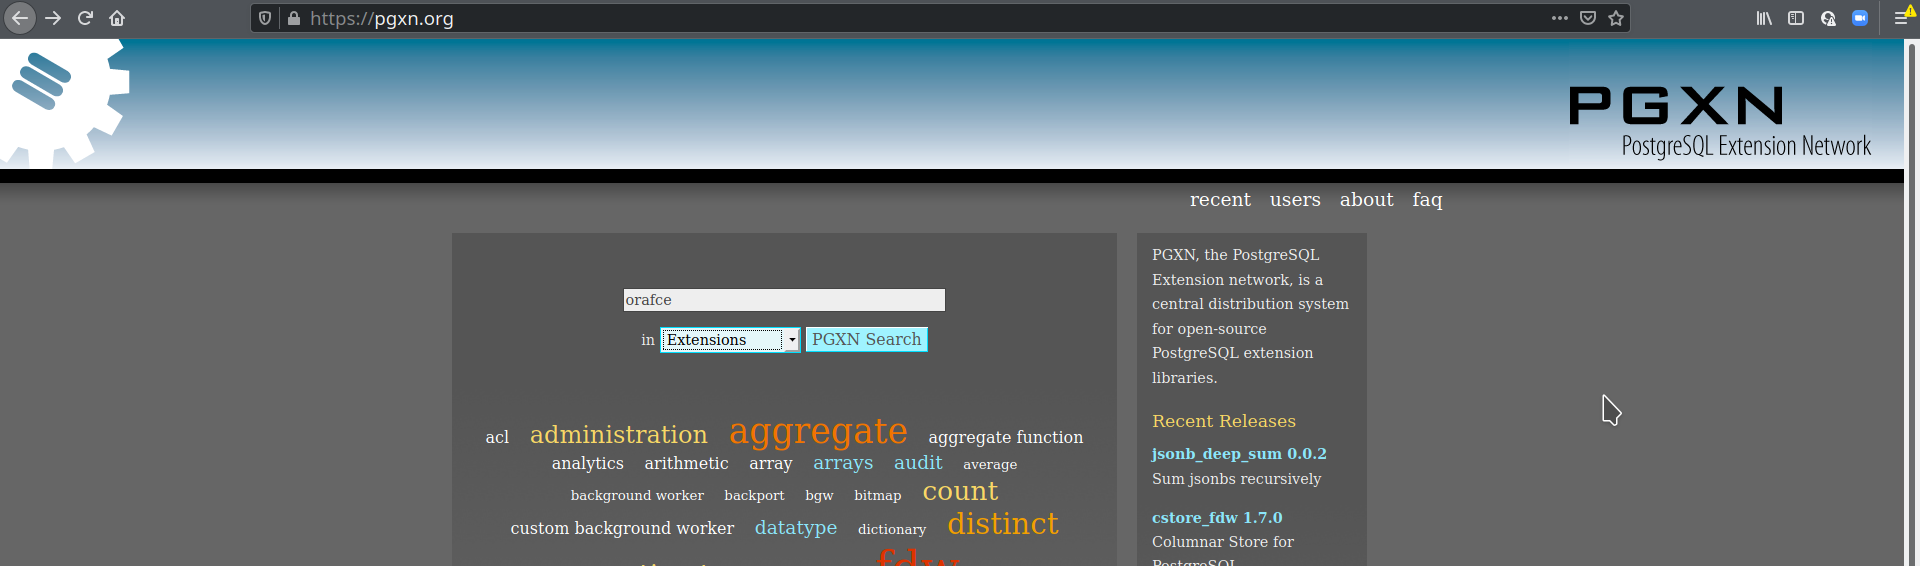 https://pgxn.org
PGXN
PostgreSQL Extension Network
recent users about faq
orafce
in Extensions PGXN Search
acl administration aggregate aggregate function
analytics arithmetic array arrays audit average
background worker backport bgw bitmap count
custom background worker datatype dictionary distinct
fdw
PGXN, the PostgreSQL
Extension network, is a
central distribution system
for open-source
PostgreSQL extension
libraries.
Recent Releases
jsonb_deep_sum 0.0.2
Sum jsonbs recursively
cstore_fdw 1.7.0
Columnar Store for
PostgreSQL